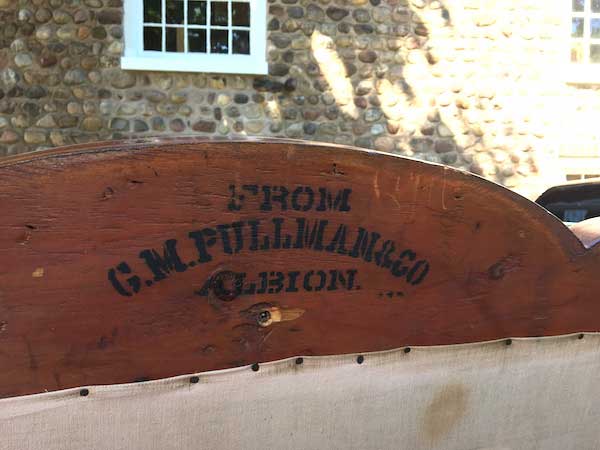 FROM
G.M. PULLMAN & CO
ALBION.